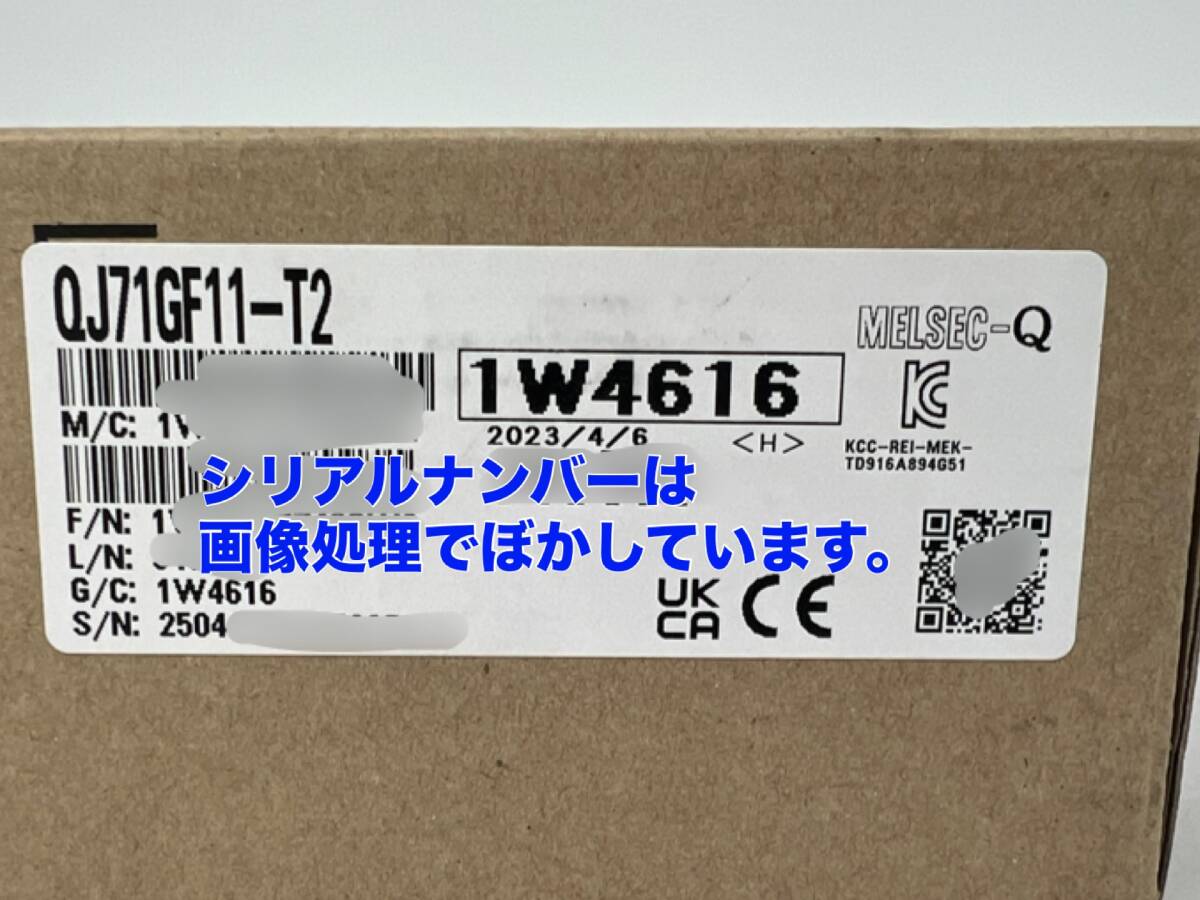 QJ71GF11-T2
MELSEC-Q
1W4616
M/C: 1W
2023/4/6 <H>
KCC-REI-MEK-
TD916A894G51
シリアルナンバーは
画像処理でぼかしています。
F/N:
L/N:
G/C: 1W4616
S/N: 2504
UK
CA
CE